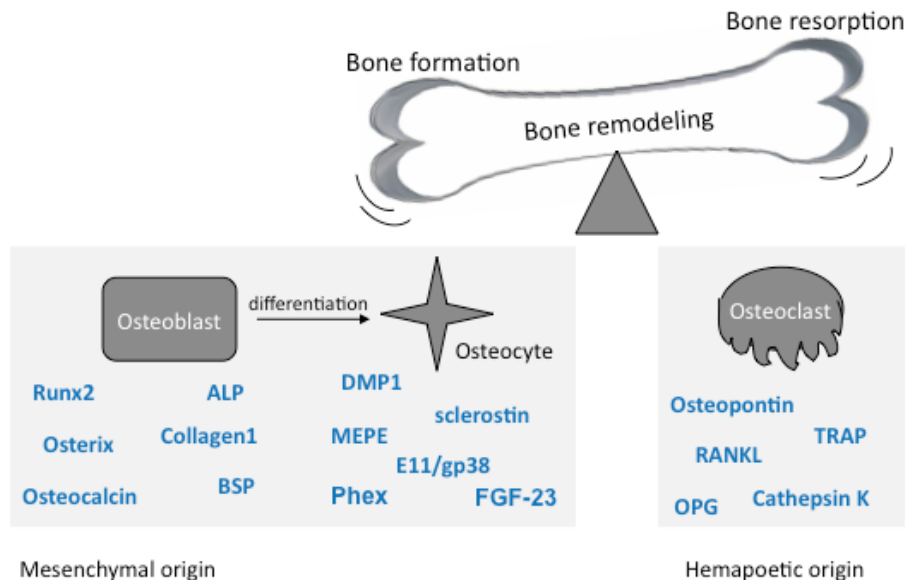 Bone resorption
Bone formation
Bone remodeling
Osteoblast
differentiation
Osteocyte
Osteoclast
Runx2
ALP
DMP1
sclerostin
Osterix
Collagen1
MEPE
E11/gp38
Osteocalcin
BSP
Phex
FGF-23
Osteopontin
TRAP
RANKL
OPG
Cathepsin K
Mesenchymal origin
Hemapoetic origin